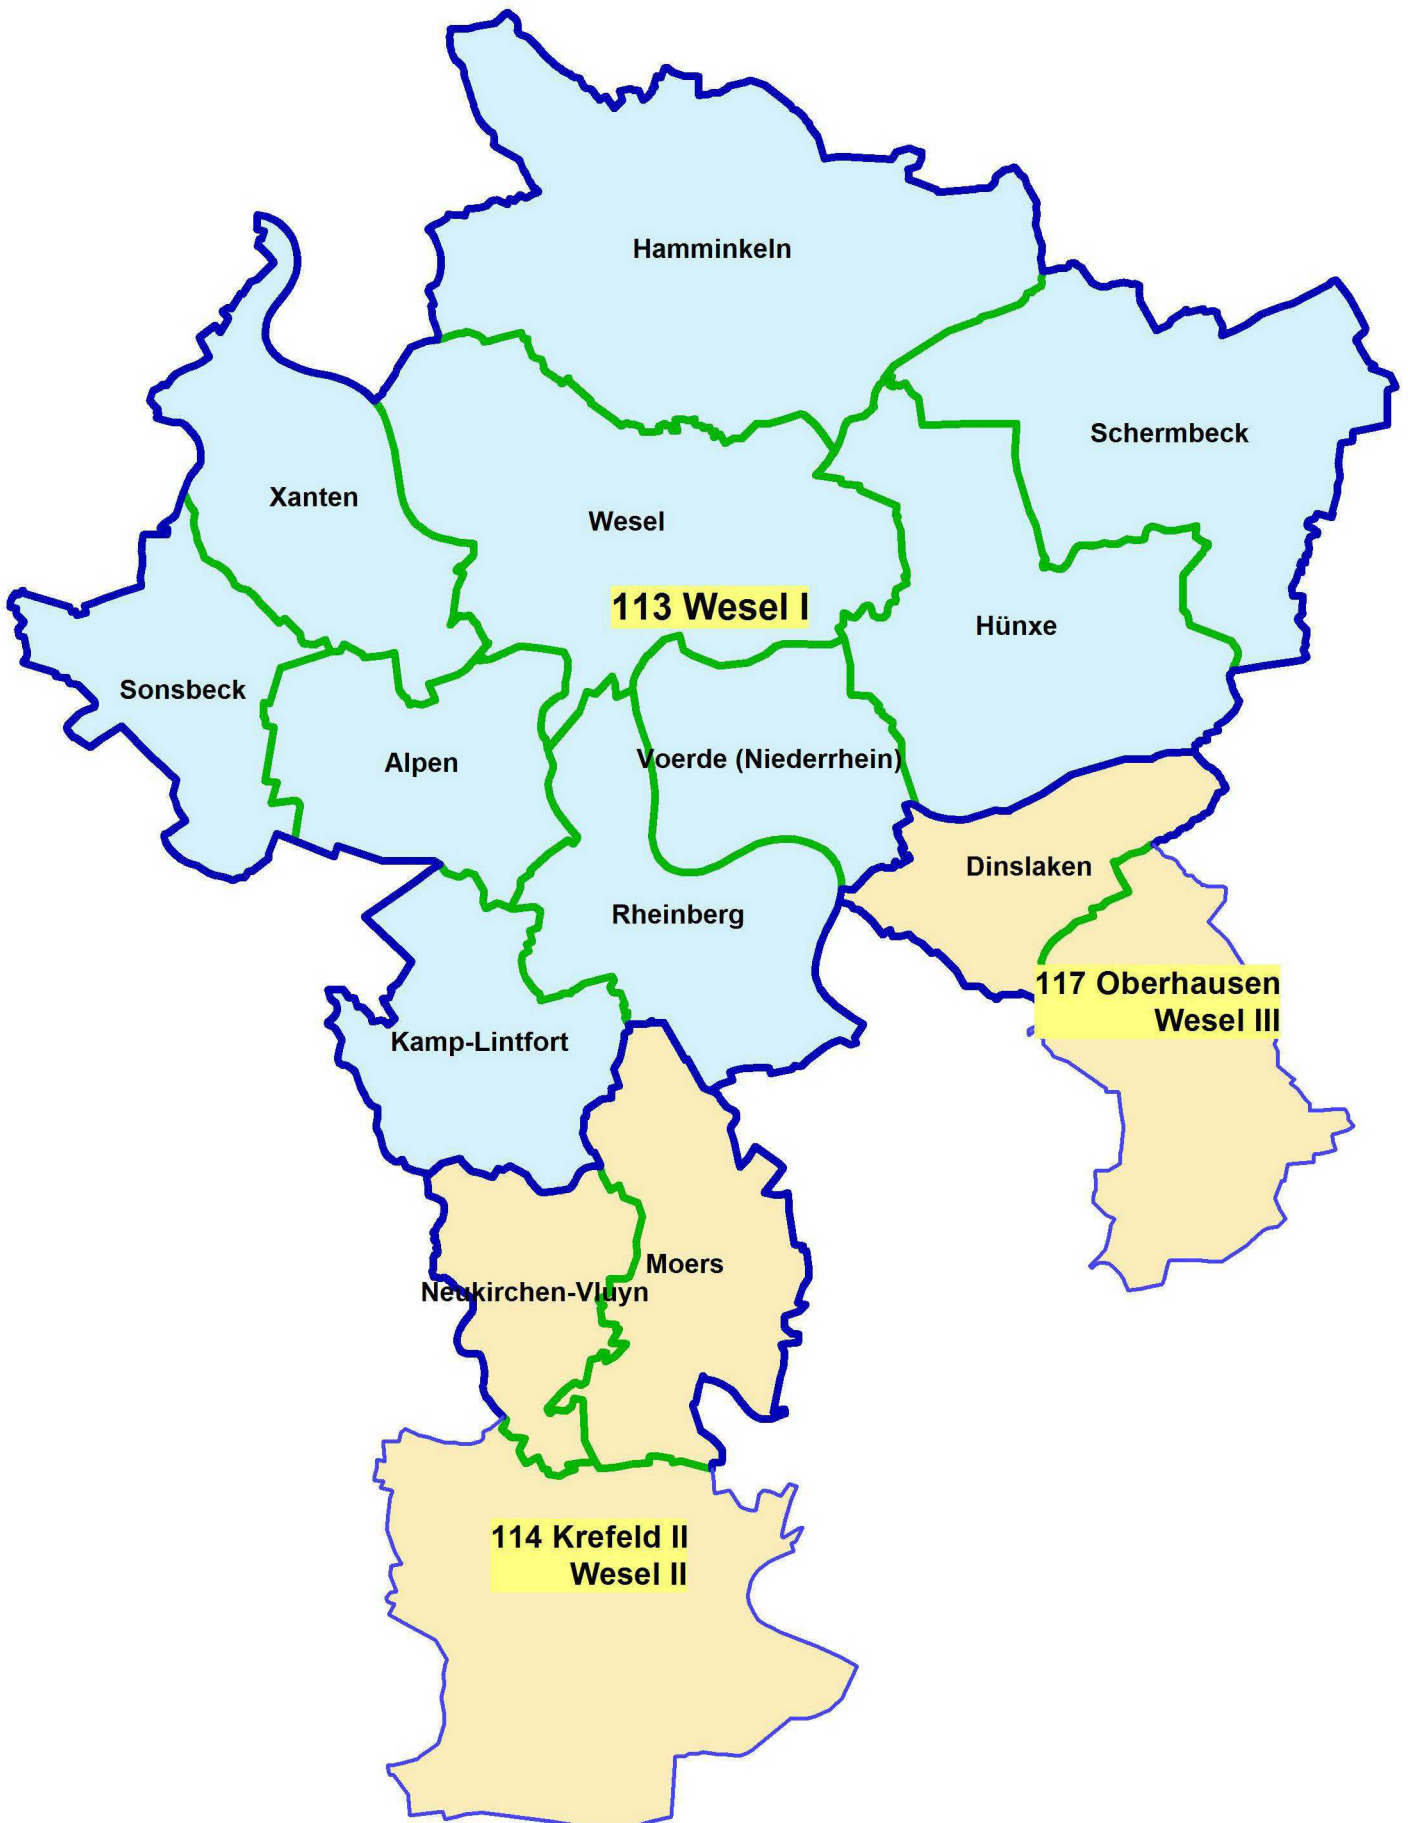 Hamminkeln
Schermbeck
Xanten
Wesel
113 Wesel I
Hünxe
Sonsbeck
Alpen
Voerde (Niederrhein)
Dinslaken
Rheinberg
117 Oberhausen
Wesel III
Kamp-Lintfort
Moers
Neukirchen-Vluyn
114 Krefeld II
Wesel II